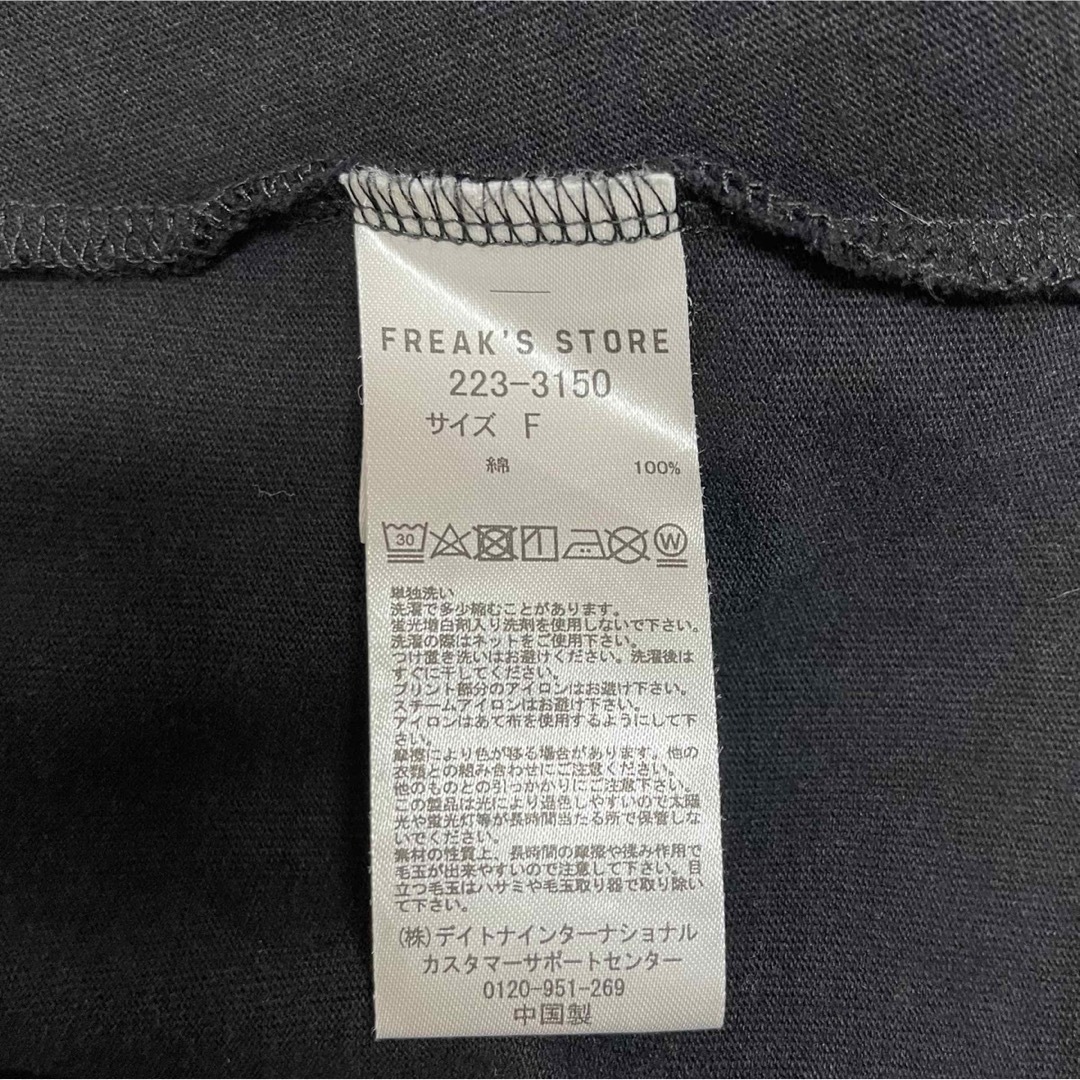 FREAK'S STORE
223-3150
サイズ F
綿 100%
30 W
単独洗い
洗濯で多少縮むことがあります。
蛍光増白剤入り洗剤を使用しないで下さい。
洗濯の際はネットをご使用下さい。
つけ置き洗いはお避けください。洗濯後は
すぐに干してください。
プリント部分のアイロンはお避け下さい。
スチームアイロンはお避け下さい。
アイロンはあて布を使用するようにして下
さい。
摩擦により色が移る場合があります。他の
衣類との組み合わせにご注意ください。
他のものとの引っかかりにご注意ください。
この製品は光により退色しやすいので太陽
光や蛍光灯等が長時間当たる所で保管しな
いでください。
素材の性質上、長時間の摩擦や揉み作用で
毛玉が出来やすいので注意して下さい。目
立つ毛玉はハサミや毛玉取り器で取り除い
て下さい。
(株)デイトナインターナショナル
カスタマーサポートセンター
0120-951-269
中国製